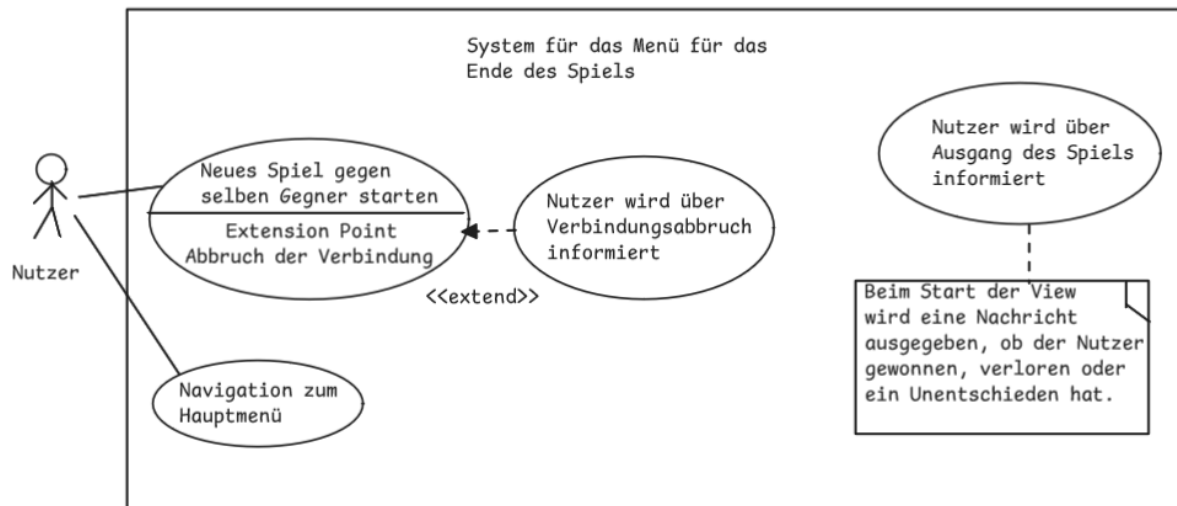 System für das Menü für das
Ende des Spiels
Nutzer wird über
Ausgang des Spiels
informiert
Neues Spiel gegen
selben Gegner starten
Extension Point
Abbruch der Verbindung
Nutzer wird über
Verbindungsabbruch
informiert
Nutzer
<<extend>>
Beim Start der View
wird eine Nachricht
ausgegeben, ob der Nutzer
gewonnen, verloren oder
ein Unentschieden hat.
Navigation zum
Hauptmenü